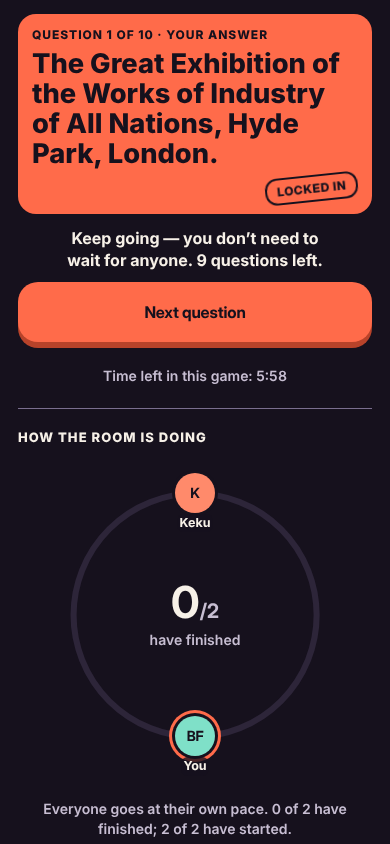 QUESTION 1 OF 10 · YOUR ANSWER
The Great Exhibition of
the Works of Industry
of All Nations, Hyde
Park, London.
LOCKED IN
Keep going — you don’t need to
wait for anyone. 9 questions left.
Next question
Time left in this game: 5:58
HOW THE ROOM IS DOING
K
Keku
0/2
have finished
BF
You
Everyone goes at their own pace. 0 of 2 have
finished; 2 of 2 have started.